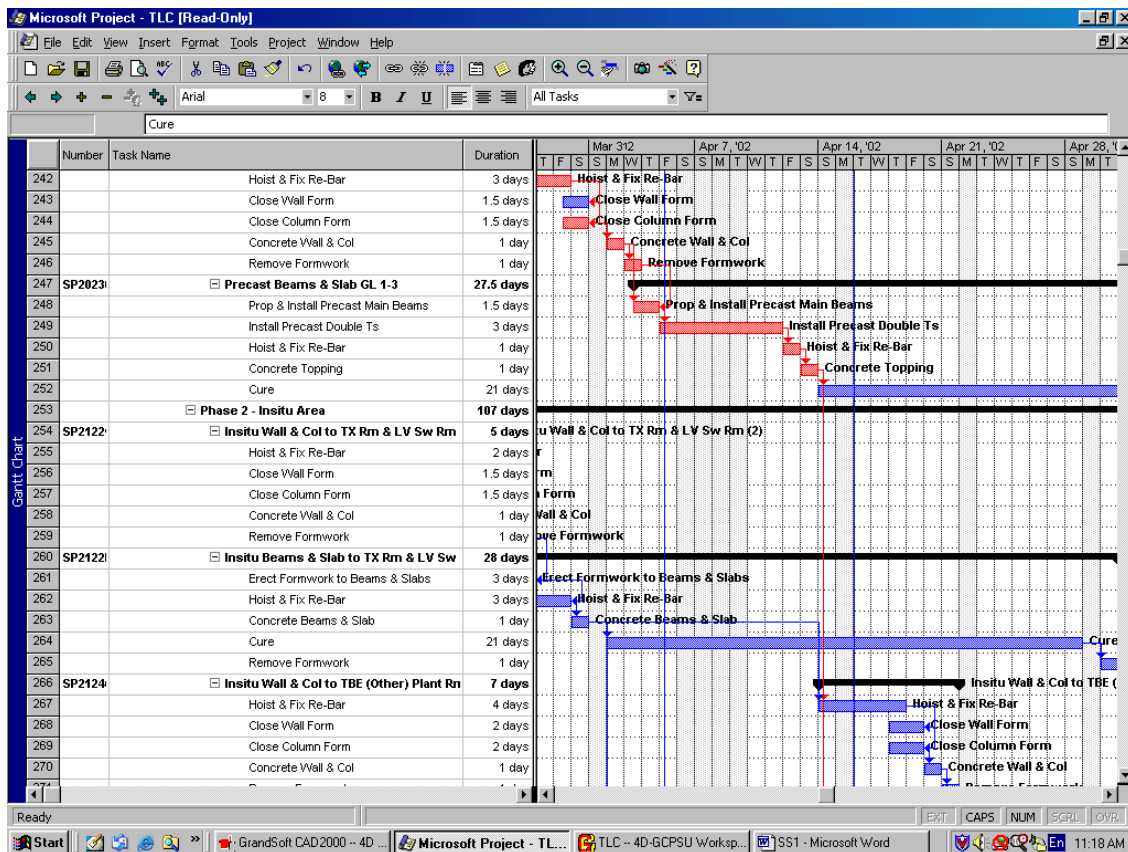 Microsoft Project - TLC [Read-Only]
File Edit View Insert Format Tools Project Window Help
Arial 8 B I U All Tasks
Cure
Number Task Name Duration
Mar 31 Apr 7, '02 Apr 14, '02 Apr 21, '02 Apr 28, '
T F S S M T W T F S S M T W T F S S M T W T F S S M T W T F S S M T
242 Hoist & Fix Re-Bar 3 days Hoist & Fix Re-Bar
243 Close Wall Form 1.5 days Close Wall Form
244 Close Column Form 1.5 days Close Column Form
245 Concrete Wall & Col 1 day Concrete Wall & Col
246 Remove Formwork 1 day Remove Formwork
247 SP2023 Precast Beams & Slab GL 1-3 27.5 days
248 Prop & Install Precast Main Beams 1.5 days Prop & Install Precast Main Beams
249 Install Precast Double Ts 3 days Install Precast Double Ts
250 Hoist & Fix Re-Bar 1 day Hoist & Fix Re-Bar
251 Concrete Topping 1 day Concrete Topping
252 Cure 21 days
253 Phase 2 - Insitu Area 107 days
254 SP2122 Insitu Wall & Col to TX Rm & LV Sw Rm 5 days u Wall & Col to TX Rm & LV Sw Rm (2)
255 Hoist & Fix Re-Bar 2 days r
256 Close Wall Form 1.5 days rm
257 Close Column Form 1.5 days Form
258 Concrete Wall & Col 1 day Wall & Col
259 Remove Formwork 1 day ove Formwork
260 SP2122 Insitu Beams & Slab to TX Rm & LV Sw 28 days
261 Erect Formwork to Beams & Slabs 3 days Erect Formwork to Beams & Slabs
262 Hoist & Fix Re-Bar 3 days Hoist & Fix Re-Bar
263 Concrete Beams & Slab 1 day Concrete Beams & Slab
264 Cure 21 days Cure
265 Remove Formwork 1 day
266 SP2124 Insitu Wall & Col to TBE (Other) Plant Rm 7 days Insitu Wall & Col to TBE (
267 Hoist & Fix Re-Bar 4 days Hoist & Fix Re-Bar
268 Close Wall Form 2 days Close Wall Form
269 Close Column Form 2 days Close Column Form
270 Concrete Wall & Col 1 day Concrete Wall & Col
Gantt Chart
Ready EXT CAPS NUM SCRL OVR
Start GrandSoft CAD2000 -- 4D ... Microsoft Project - TL... TLC -- 4D-GCPSU Worksp... SS1 - Microsoft Word En 11:18 AM